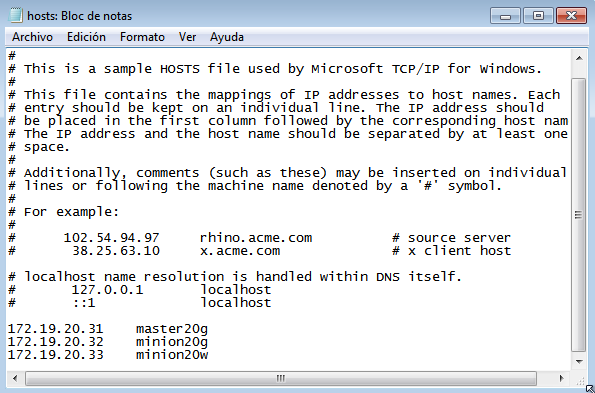 hosts: Bloc de notas
Archivo Edición Formato Ver Ayuda
#
# This is a sample HOSTS file used by Microsoft TCP/IP for Windows.
#
# This file contains the mappings of IP addresses to host names. Each
# entry should be kept on an individual line. The IP address should
# be placed in the first column followed by the corresponding host nam
# The IP address and the host name should be separated by at least one
# space.
#
# Additionally, comments (such as these) may be inserted on individual
# lines or following the machine name denoted by a '#' symbol.
#
# For example:
#
#      102.54.94.97     rhino.acme.com          # source server
#       38.25.63.10     x.acme.com              # x client host

# localhost name resolution is handled within DNS itself.
#       127.0.0.1       localhost
#       ::1             localhost

172.19.20.31    master20g
172.19.20.32    minion20g
172.19.20.33    minion20w